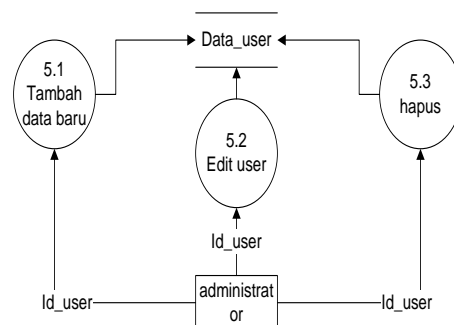 Data_user
5.1
Tambah
data baru
5.3
hapus
5.2
Edit user
Id_user
Id_user
administrat
or
Id_user